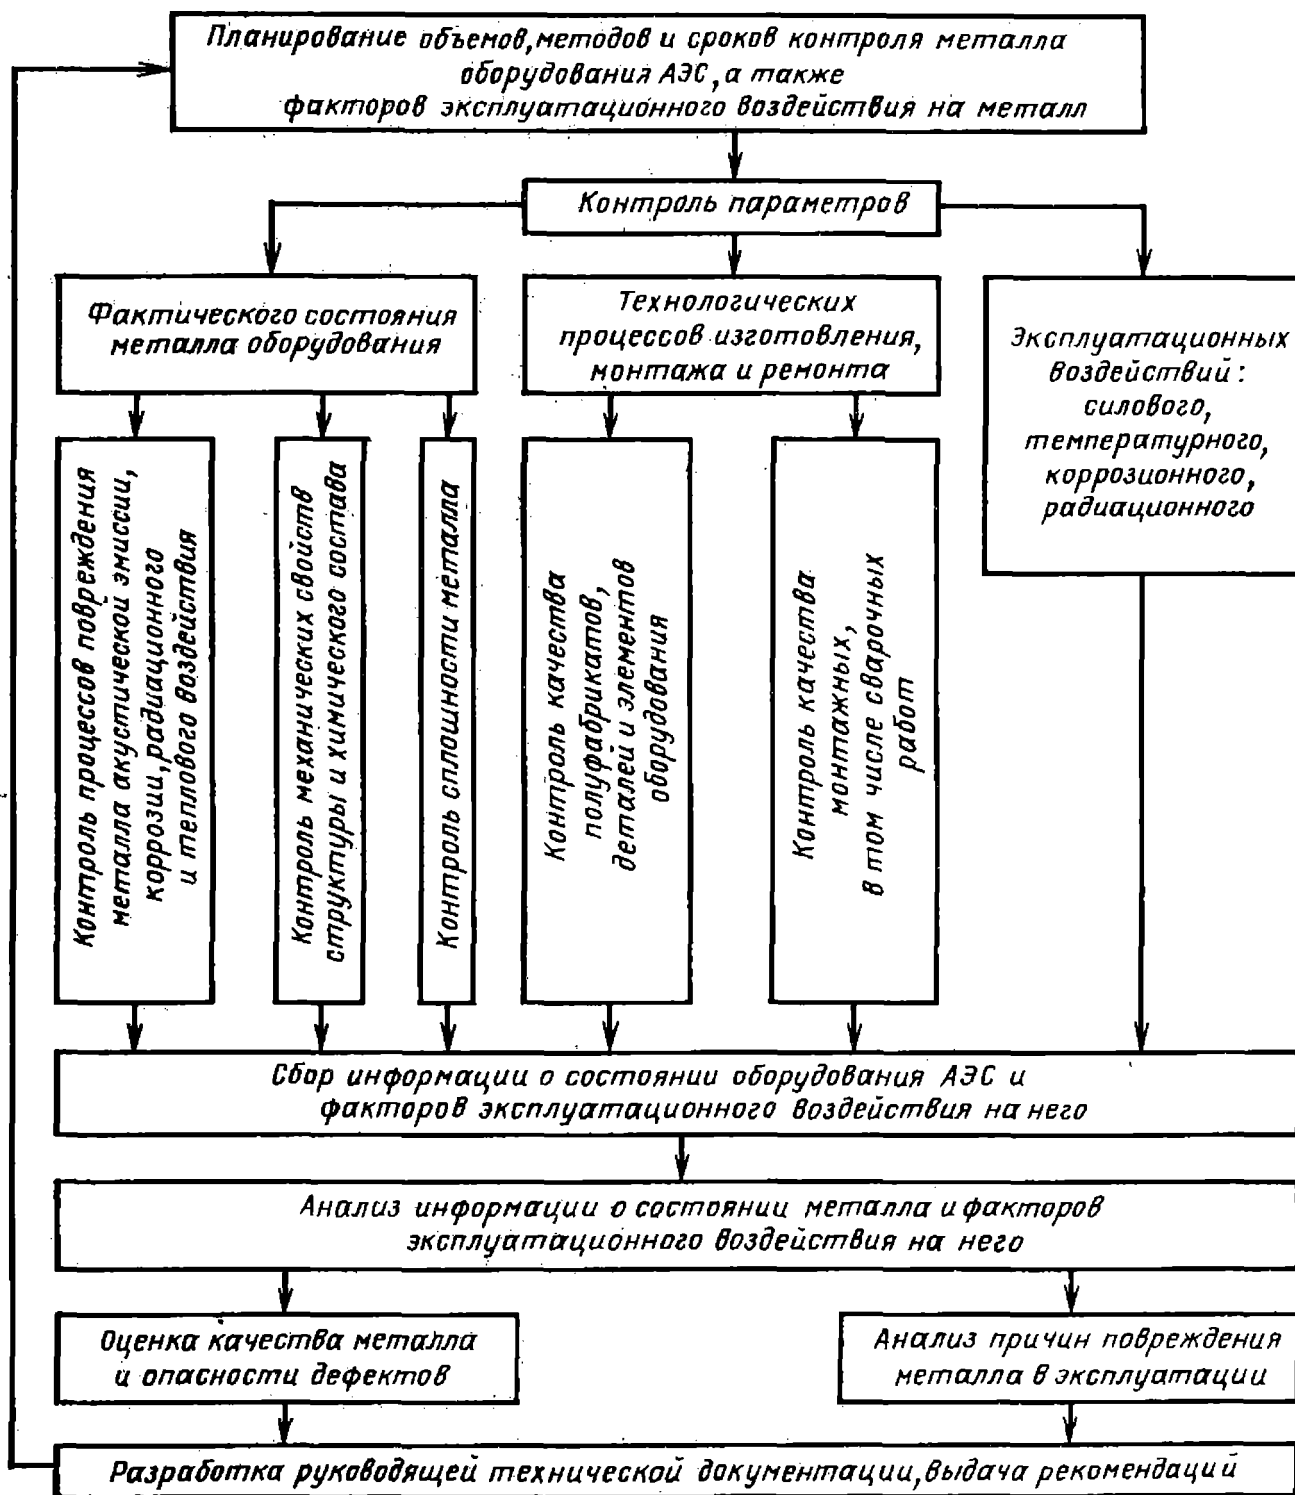 Планирование объемов, методов и сроков контроля металла
оборудования АЭС, а также
факторов эксплуатационного воздействия на металл
Контроль параметров
Фактического состояния
металла оборудования
Технологических
процессов изготовления,
монтажа и ремонта
Эксплуатационных
воздействий:
силового,
температурного,
коррозионного,
радиационного
Контроль процессов повреждения
металла акустической эмиссии,
коррозии, радиационного
и теплового воздействия
Контроль механических свойств
структуры и химического состава
Контроль сплошности металла
Контроль качества
полуфабрикатов,
деталей и элементов
оборудования
Контроль качества
монтажных,
в том числе сварочных
работ
Сбор информации о состоянии оборудования АЭС и
факторов эксплуатационного воздействия на него
Анализ информации о состоянии металла и факторов
эксплуатационного воздействия на него
Оценка качества металла
и опасности дефектов
Анализ причин повреждения
металла в эксплуатации
Разработка руководящей технической документации, выдача рекомендаций